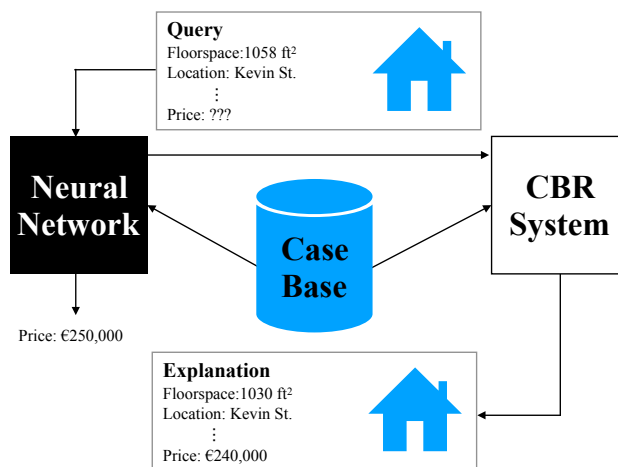 Query
Floorspace:1058 ft²
Location: Kevin St.
⋮
Price: ???
Neural
Network
CBR
System
Case
Base
Price: €250,000
Explanation
Floorspace:1030 ft²
Location: Kevin St.
⋮
Price: €240,000